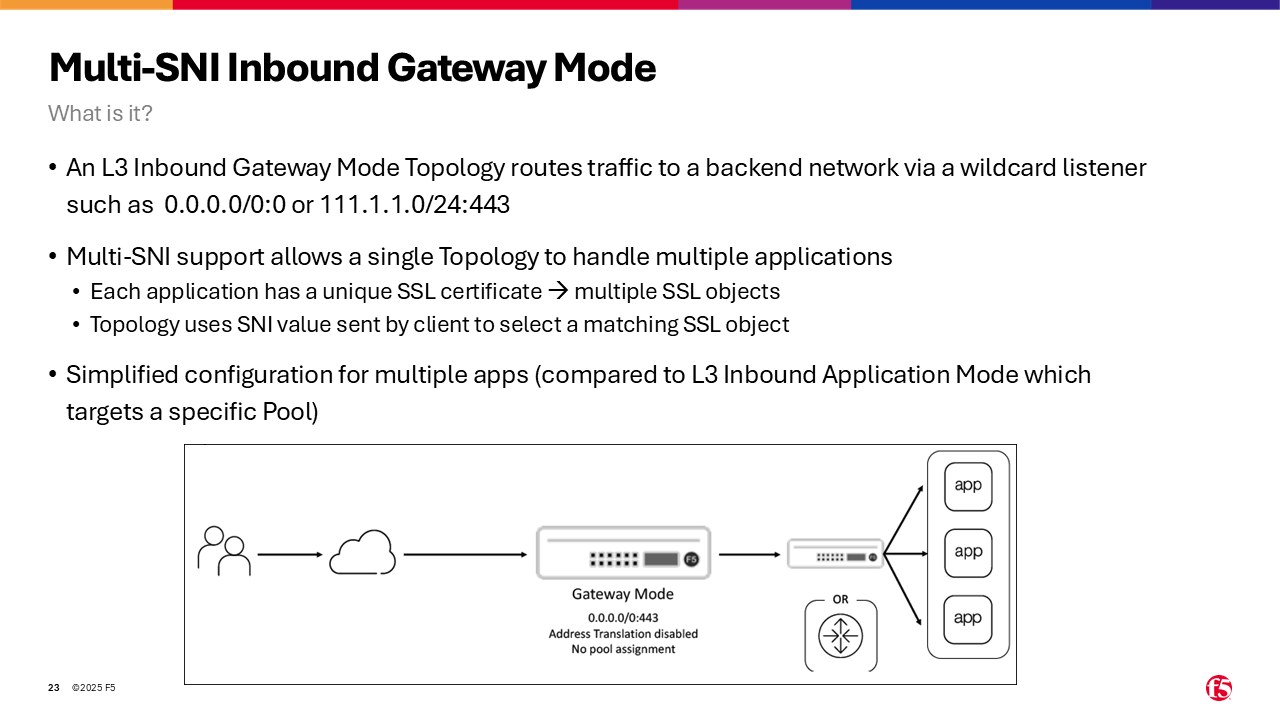 Multi-SNI Inbound Gateway Mode
What is it?
• An L3 Inbound Gateway Mode Topology routes traffic to a backend network via a wildcard listener
such as 0.0.0.0/0:0 or 111.1.1.0/24:443
• Multi-SNI support allows a single Topology to handle multiple applications
• Each application has a unique SSL certificate → multiple SSL objects
• Topology uses SNI value sent by client to select a matching SSL object
• Simplified configuration for multiple apps (compared to L3 Inbound Application Mode which
targets a specific Pool)
F5
Gateway Mode
0.0.0.0/0:443
Address Translation disabled
No pool assignment
F5
OR
app
app
app
23 ©2025 F5
f5